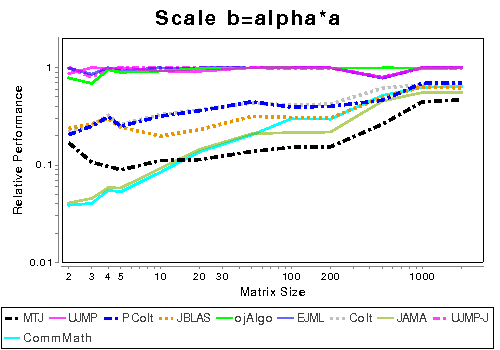 Scale b=alpha*a
Relative Performance
1
0.1
0.01
2 3 4 5 10 20 30 100 200 1000
Matrix Size
MTJ UJMP P Colt JBLAS ojAlgo EJML Colt JAMA UJMP-J
CommMath